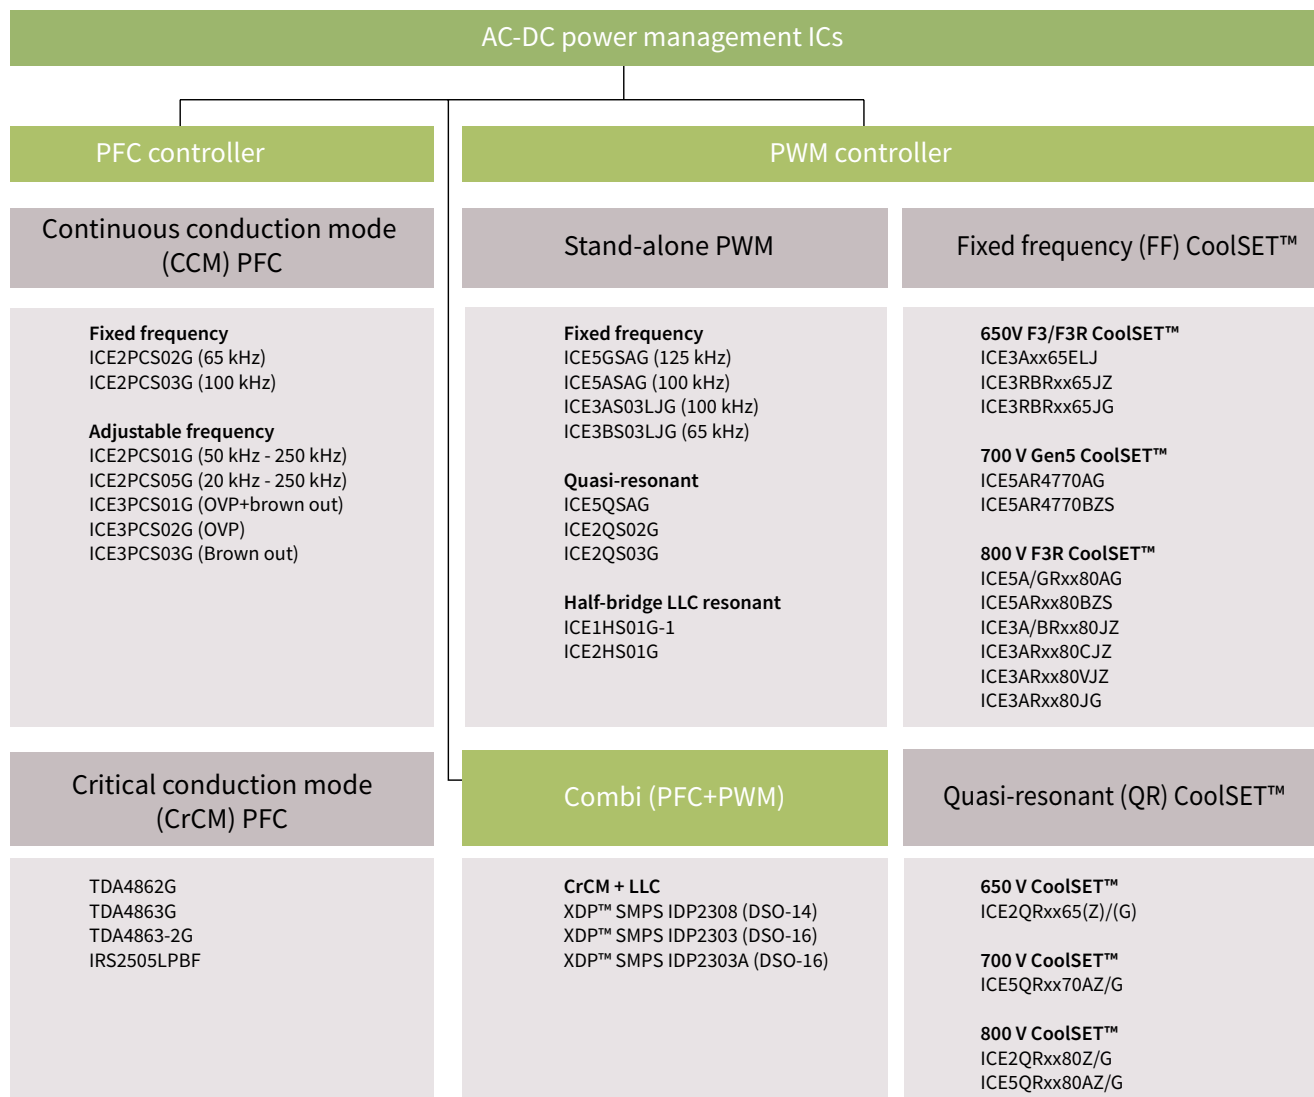 AC-DC power management ICs
PFC controller
PWM controller
Continuous conduction mode
(CCM) PFC
Fixed frequency
ICE2PCS02G (65 kHz)
ICE2PCS03G (100 kHz)
Adjustable frequency
ICE2PCS01G (50 kHz - 250 kHz)
ICE2PCS05G (20 kHz - 250 kHz)
ICE3PCS01G (OVP+brown out)
ICE3PCS02G (OVP)
ICE3PCS03G (Brown out)
Stand-alone PWM
Fixed frequency
ICE5GSAG (125 kHz)
ICE5ASAG (100 kHz)
ICE3AS03LJG (100 kHz)
ICE3BS03LJG (65 kHz)
Quasi-resonant
ICE5QSAG
ICE2QS02G
ICE2QS03G
Half-bridge LLC resonant
ICE1HS01G-1
ICE2HS01G
Fixed frequency (FF) CoolSET™
650V F3/F3R CoolSET™
ICE3Axx65ELJ
ICE3RBRxx65JZ
ICE3RBRxx65JG
700 V Gen5 CoolSET™
ICE5AR4770AG
ICE5AR4770BZS
800 V F3R CoolSET™
ICE5A/GRxx80AG
ICE5ARxx80BZS
ICE3A/BRxx80JZ
ICE3ARxx80CJZ
ICE3ARxx80VJZ
ICE3ARxx80JG
Critical conduction mode
(CrCM) PFC
TDA4862G
TDA4863G
TDA4863-2G
IRS2505LPBF
Combi (PFC+PWM)
CrCM + LLC
XDP™ SMPS IDP2308 (DSO-14)
XDP™ SMPS IDP2303 (DSO-16)
XDP™ SMPS IDP2303A (DSO-16)
Quasi-resonant (QR) CoolSET™
650 V CoolSET™
ICE2QRxx65(Z)/(G)
700 V CoolSET™
ICE5QRxx70AZ/G
800 V CoolSET™
ICE2QRxx80Z/G
ICE5QRxx80AZ/G